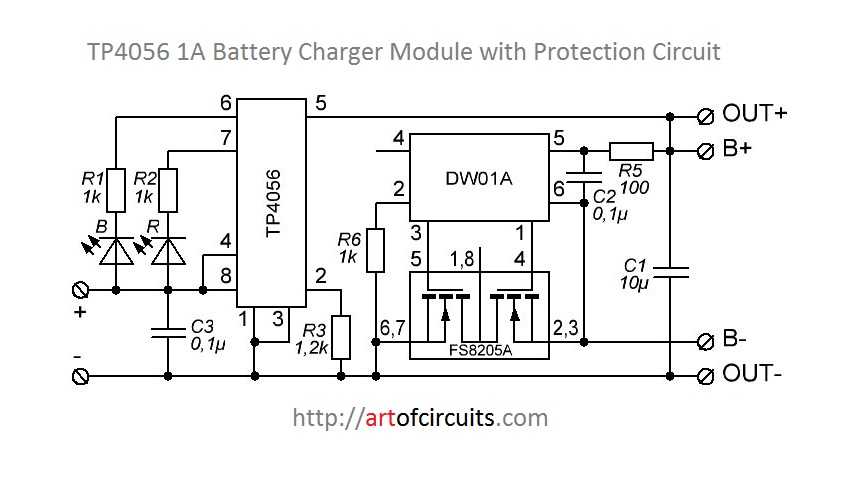 TP4056 1A Battery Charger Module with Protection Circuit
6 5 OUT+
7 4 5 B+
R1 1k R2 1k TP4056 DW01A R5 100
2 6 C2 0,1µ
B R 3 1
4 R6 1k 5 1,8 4 C1 10µ
8 2
+
1 3 C3 0,1µ R3 1,2k 6,7 2,3 B-
FS8205A
- OUT-
http://artofcircuits.com